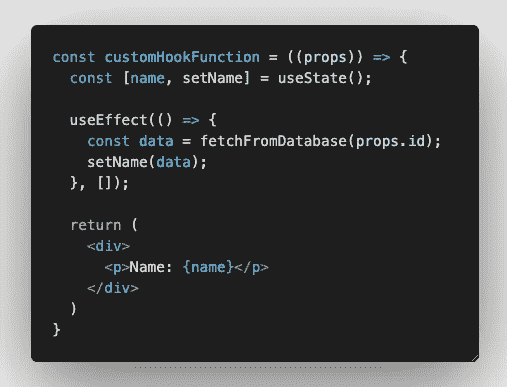 const customHookFunction = ((props)) => {
  const [name, setName] = useState();
  useEffect(() => {
    const data = fetchFromDatabase(props.id);
    setName(data);
  }, []);
  return (
    <div>
      <p>Name: {name}</p>
    </div>
  )
}